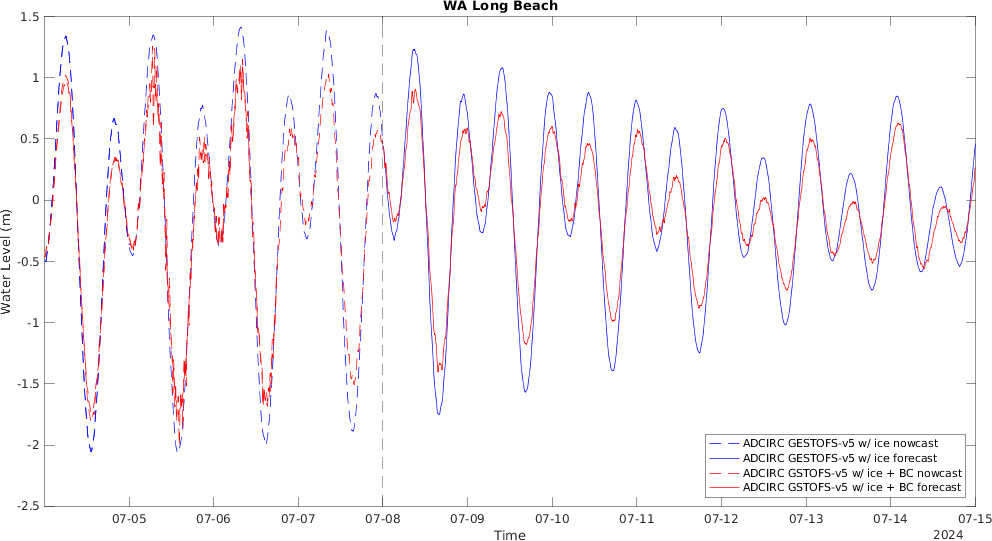 WA Long Beach
1.5
1
0.5
0
-0.5
-1
-1.5
-2
-2.5
Water Level (m)
07-05 07-06 07-07 07-08 07-09 07-10 07-11 07-12 07-13 07-14 07-15
Time
2024
ADCIRC GESTOFS-v5 w/ ice nowcast
ADCIRC GESTOFS-v5 w/ ice forecast
ADCIRC GSTOFS-v5 w/ ice + BC nowcast
ADCIRC GSTOFS-v5 w/ ice + BC forecast